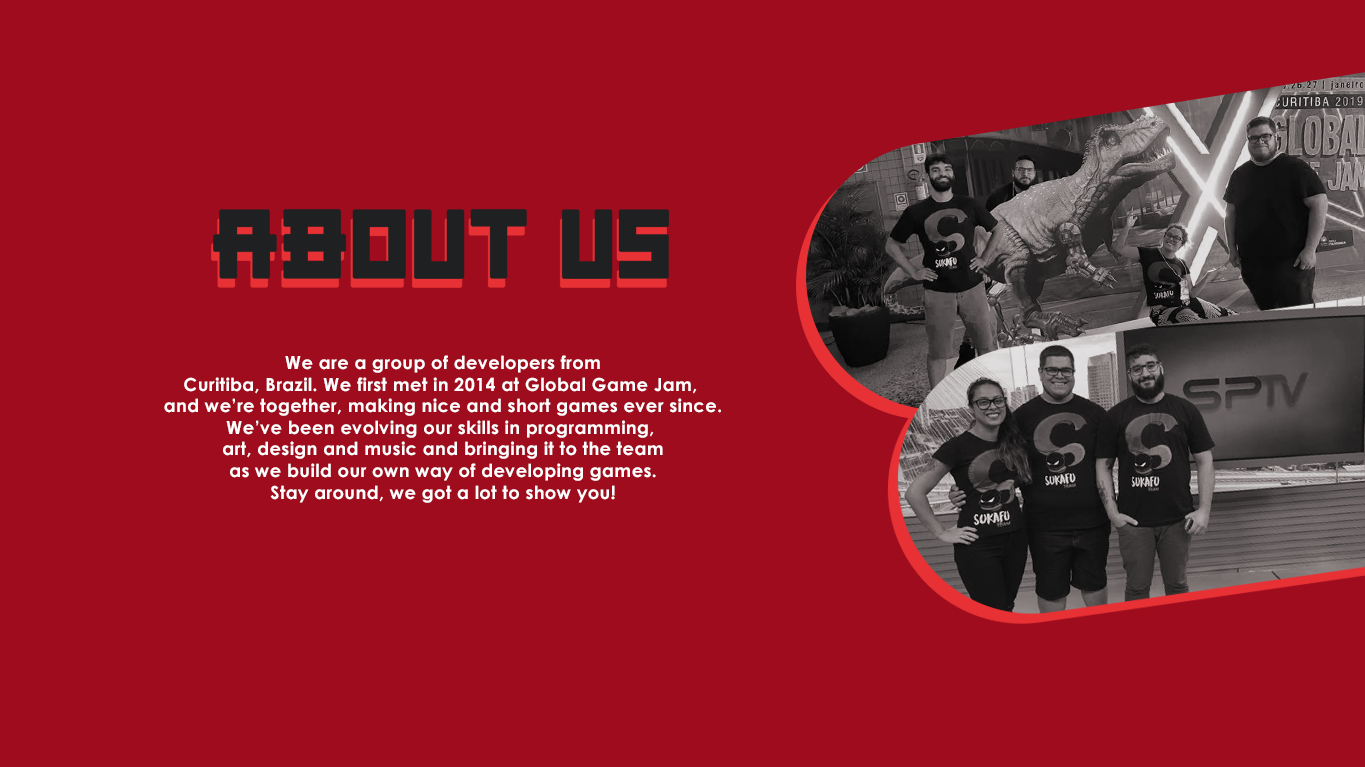 ABOUT US
We are a group of developers from
Curitiba, Brazil. We first met in 2014 at Global Game Jam,
and we're together, making nice and short games ever since.
We've been evolving our skills in programming,
art, design and music and bringing it to the team
as we build our own way of developing games.
Stay around, we got a lot to show you!
26.27 | janeiro
CURITIBA 2019
GLOBAL
JAM
S
SUKAFU
TEAM
SUKAFU
SPTV
S
SUKAFU
TEAM
S
SUKAFU
TEAM
S
SUKAFU
TEAM